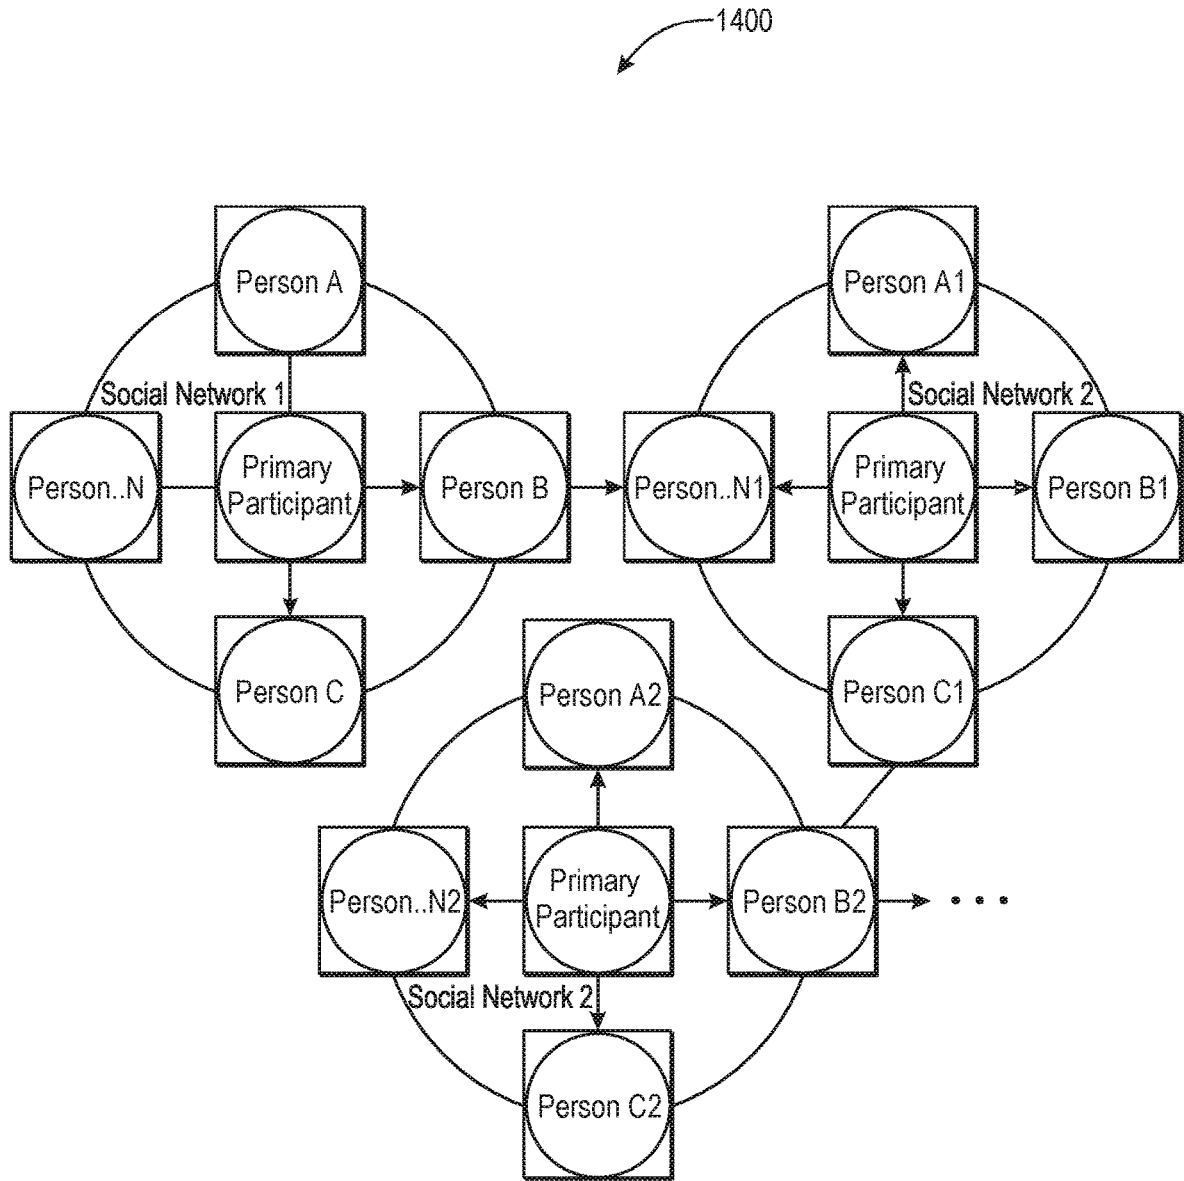 1400
Person A
Person A1
Social Network 1
Social Network 2
Person..N
Primary
Participant
Person B
Person..N1
Primary
Participant
Person B1
Person C
Person A2
Person C1
Person..N2
Primary
Participant
Person B2
• • •
Social Network 2
Person C2